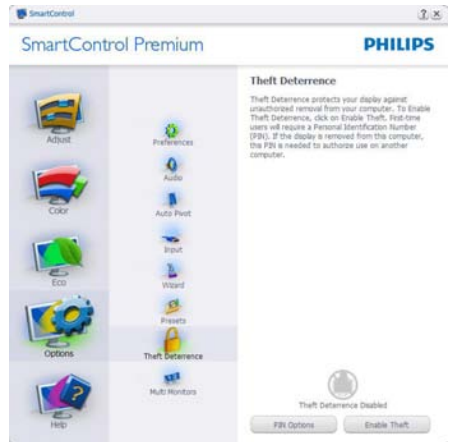 SmartControl
SmartControl Premium
PHILIPS
Adjust
Color
Eco
Options
Help
Preferences
Audio
Auto Pivot
Input
Wizard
Presets
Theft Deterrence
Multi Monitors
Theft Deterrence
Theft Deterrence protects your display against
unauthorized removal from your computer. To Enable
Theft Deterrence, click on Enable Theft. First-time
users will require a Personal Identification Number
(PIN). If the display is removed from this computer,
this PIN is needed to authorize use on another
computer.
Theft Deterrence Disabled
PIN Options
Enable Theft